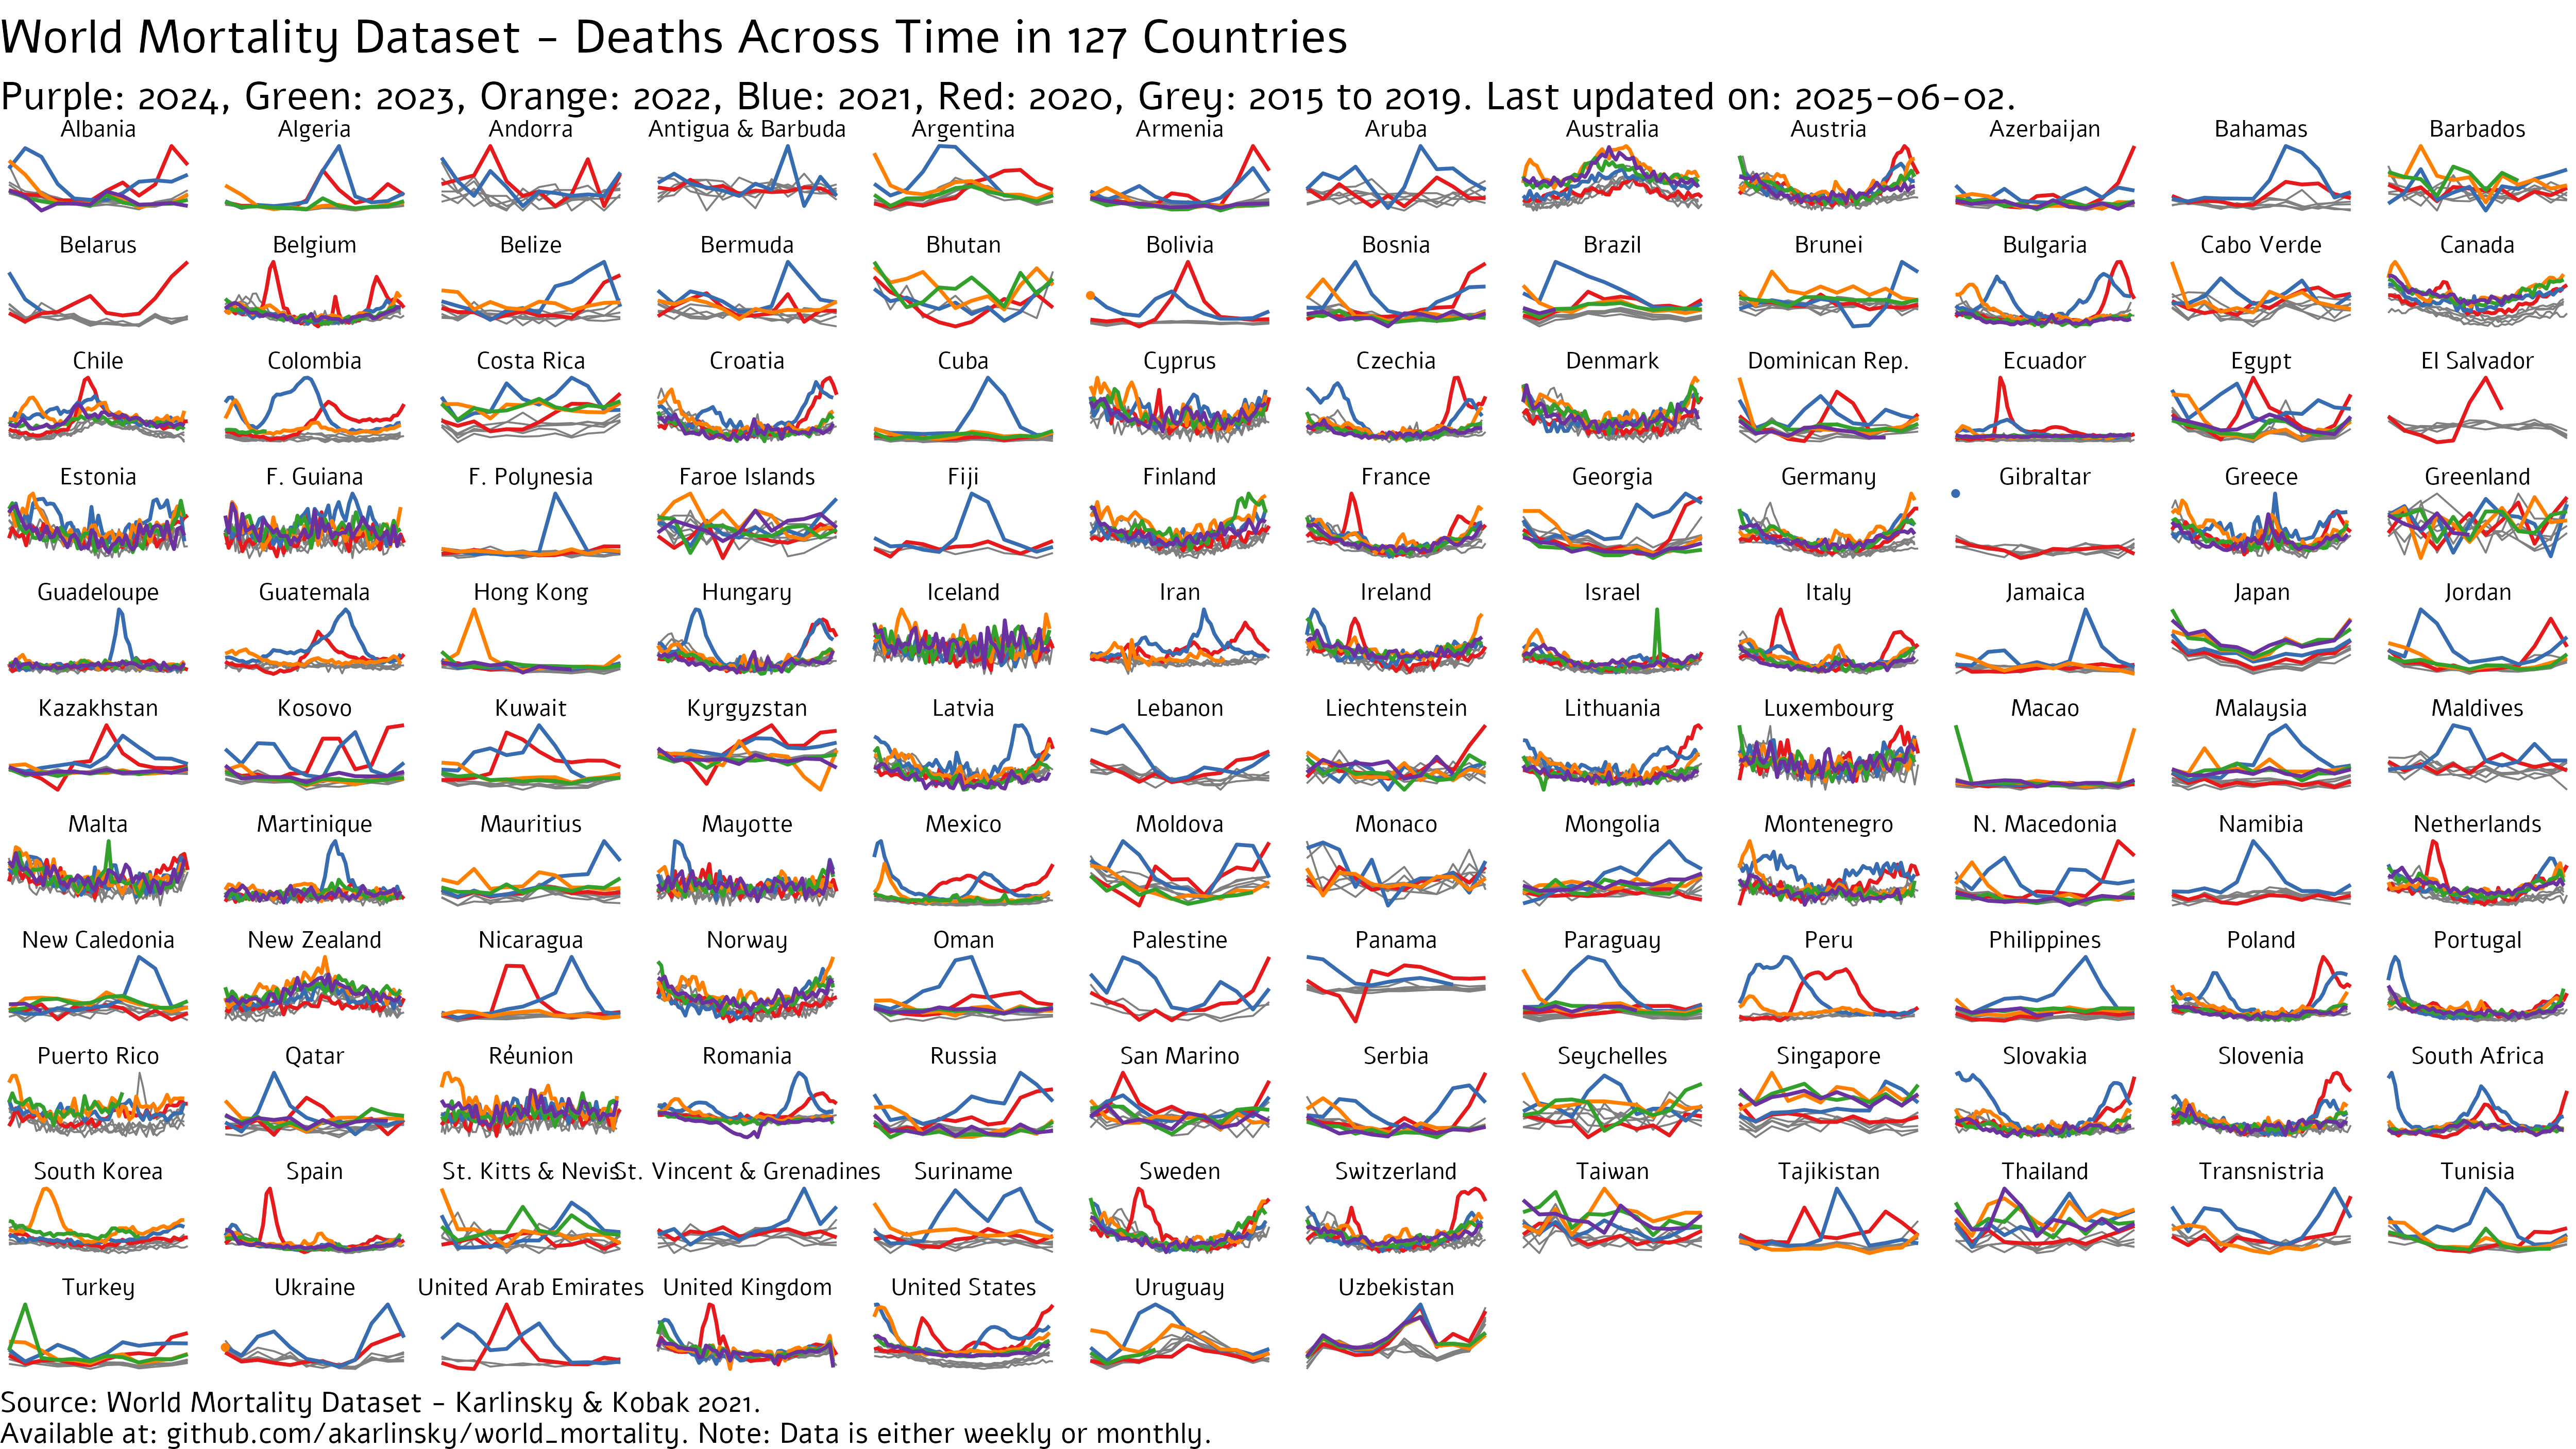 World Mortality Dataset - Deaths Across Time in 127 Countries
Purple: 2024, Green: 2023, Orange: 2022, Blue: 2021, Red: 2020, Grey: 2015 to 2019. Last updated on: 2025-06-02.
Albania Algeria Andorra Antigua & Barbuda Argentina Armenia Aruba Australia Austria Azerbaijan Bahamas Barbados
Belarus Belgium Belize Bermuda Bhutan Bolivia Bosnia Brazil Brunei Bulgaria Cabo Verde Canada
Chile Colombia Costa Rica Croatia Cuba Cyprus Czechia Denmark Dominican Rep. Ecuador Egypt El Salvador
Estonia F. Guiana F. Polynesia Faroe Islands Fiji Finland France Georgia Germany Gibraltar Greece Greenland
Guadeloupe Guatemala Hong Kong Hungary Iceland Iran Ireland Israel Italy Jamaica Japan Jordan
Kazakhstan Kosovo Kuwait Kyrgyzstan Latvia Lebanon Liechtenstein Lithuania Luxembourg Macao Malaysia Maldives
Malta Martinique Mauritius Mayotte Mexico Moldova Monaco Mongolia Montenegro N. Macedonia Namibia Netherlands
New Caledonia New Zealand Nicaragua Norway Oman Palestine Panama Paraguay Peru Philippines Poland Portugal
Puerto Rico Qatar Réunion Romania Russia San Marino Serbia Seychelles Singapore Slovakia Slovenia South Africa
South Korea Spain St. Kitts & Nevis St. Vincent & Grenadines Suriname Sweden Switzerland Taiwan Tajikistan Thailand Transnistria Tunisia
Turkey Ukraine United Arab Emirates United Kingdom United States Uruguay Uzbekistan
Source: World Mortality Dataset - Karlinsky & Kobak 2021.
Available at: github.com/akarlinsky/world_mortality. Note: Data is either weekly or monthly.